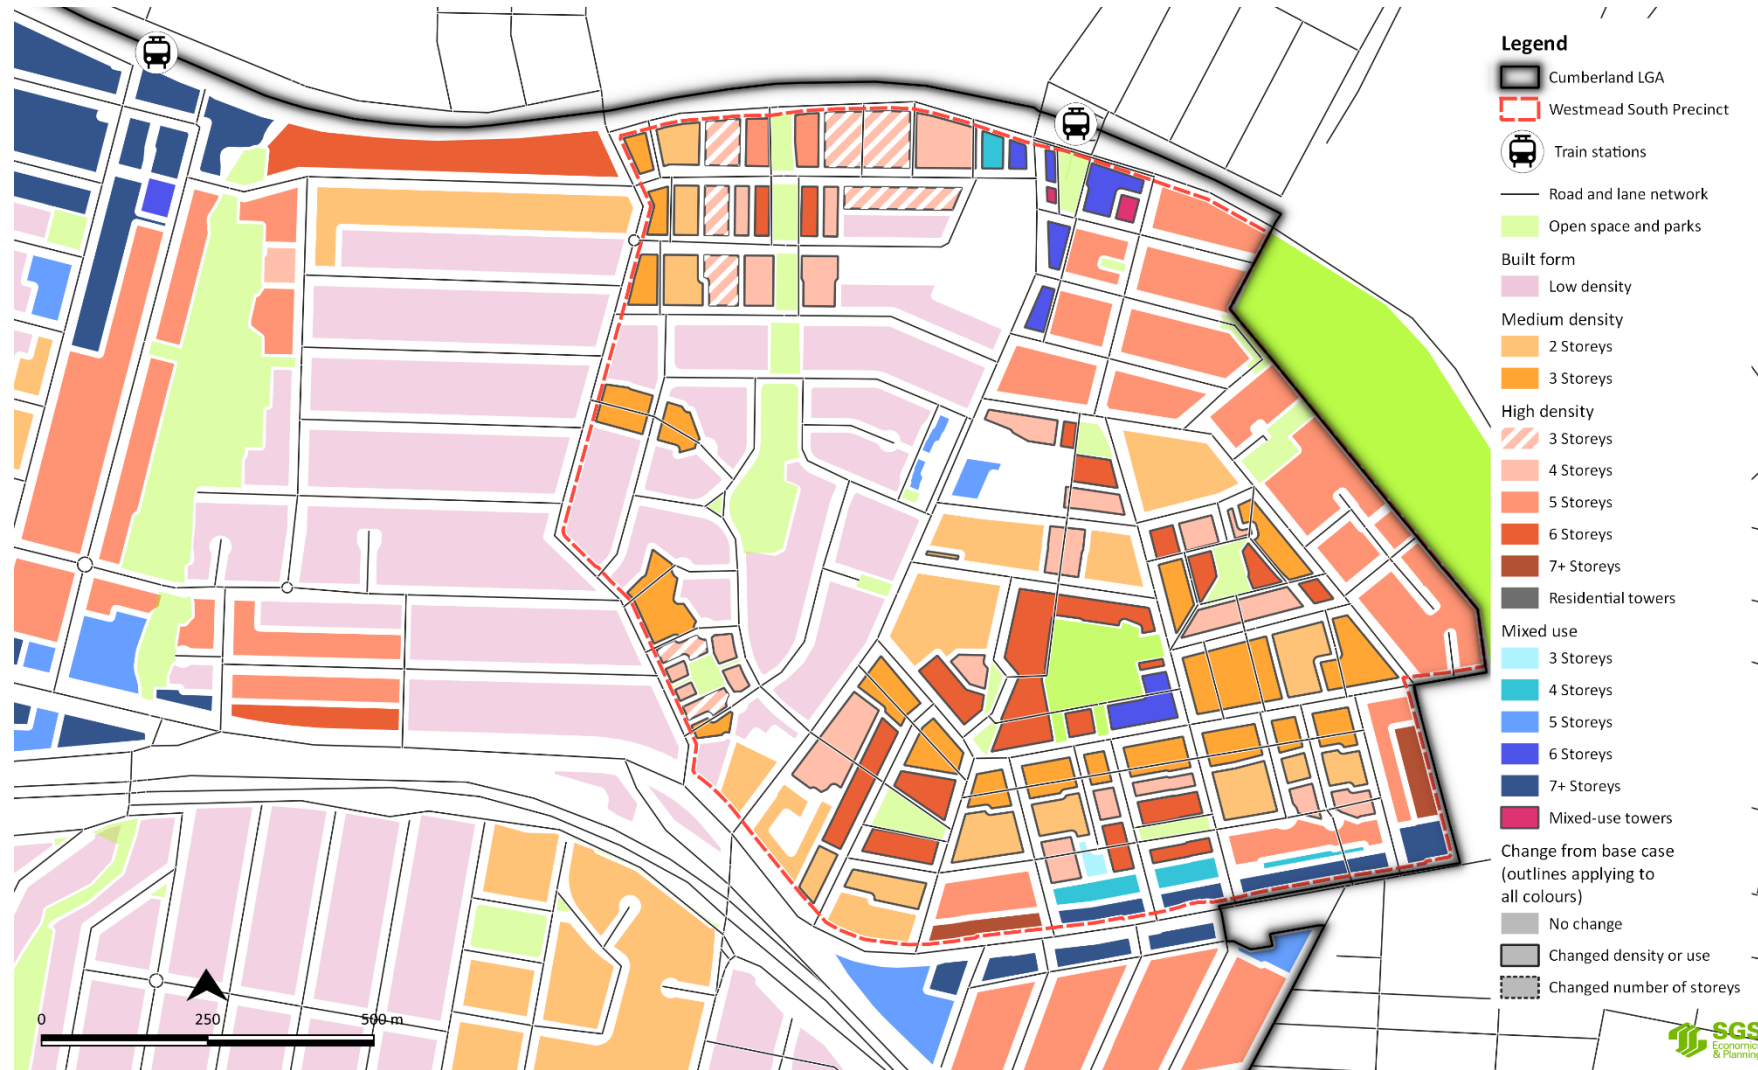 Legend
Cumberland LGA
Westmead South Precinct
Train stations
Road and lane network
Open space and parks
Built form
Low density
Medium density
2 Storeys
3 Storeys
High density
3 Storeys
4 Storeys
5 Storeys
6 Storeys
7+ Storeys
Residential towers
Mixed use
3 Storeys
4 Storeys
5 Storeys
6 Storeys
7+ Storeys
Mixed-use towers
Change from base case
(outlines applying to
all colours)
No change
Changed density or use
Changed number of storeys
0 250 500 m
SGS
Economics
& Planning